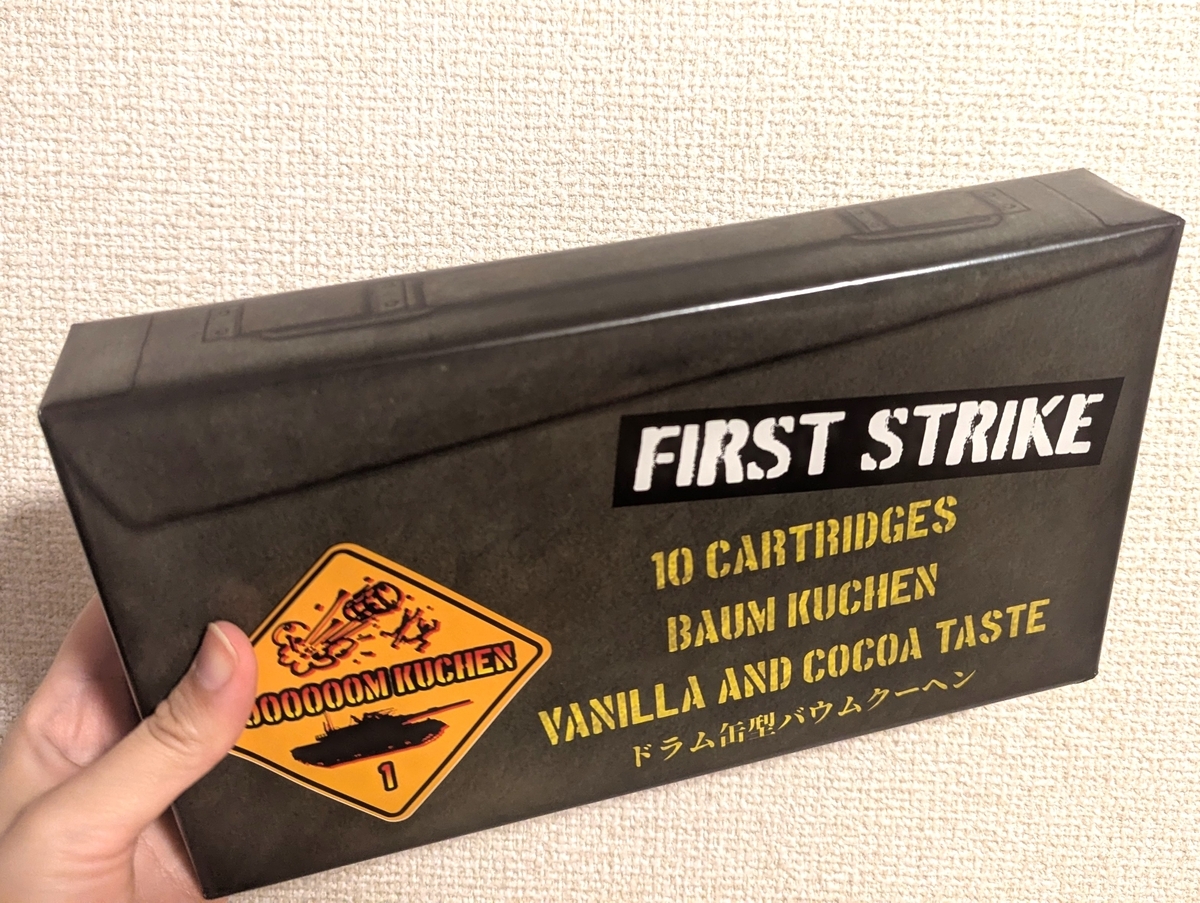 FIRST STRIKE
10 CARTRIDGES
BAUM KUCHEN
VANILLA AND COCOA TASTE
ドラム缶型バウムクーヘン
KUCHEN
1